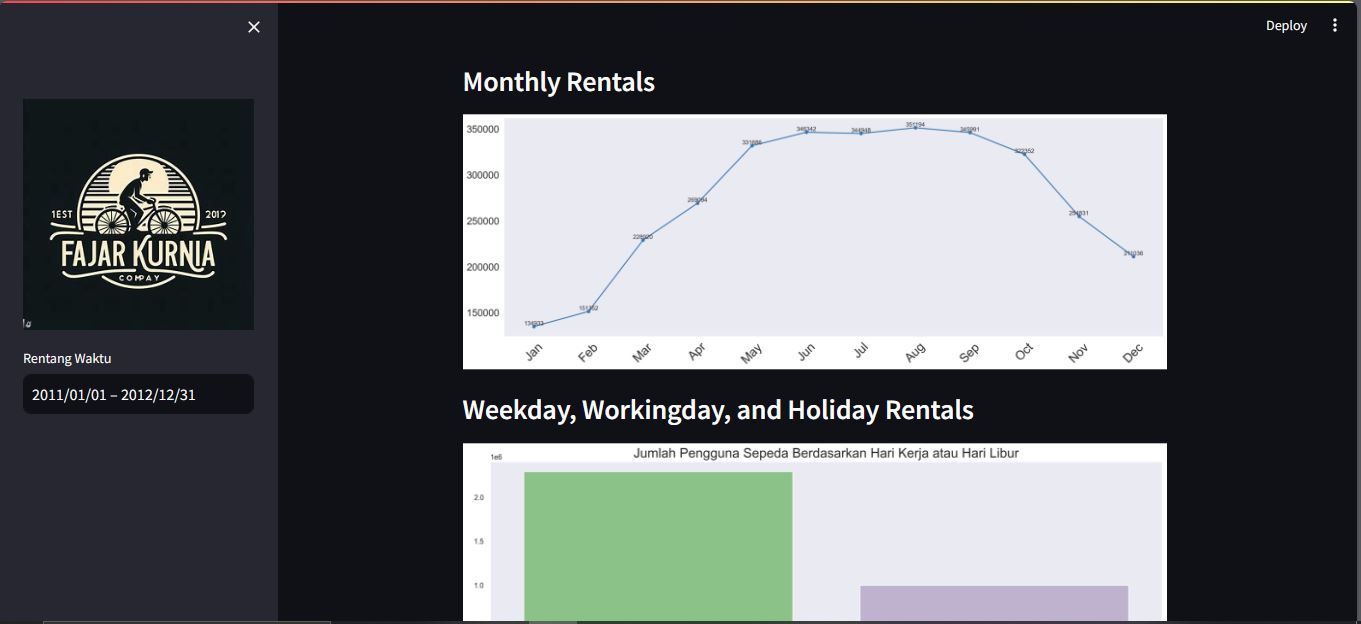 Deploy
1EST 2012
FAJAR KURNIA
COMPAY
Rentang Waktu
2011/01/01 – 2012/12/31
Monthly Rentals
350000
300000
250000
200000
150000
134933
151352
228920
269094
331686
346342
344948
351194
345991
322352
254831
211036
Jan Feb Mar Apr May Jun Jul Aug Sep Oct Nov Dec
Weekday, Workingday, and Holiday Rentals
Jumlah Pengguna Sepeda Berdasarkan Hari Kerja atau Hari Libur
1e6
2.0
1.5
1.0